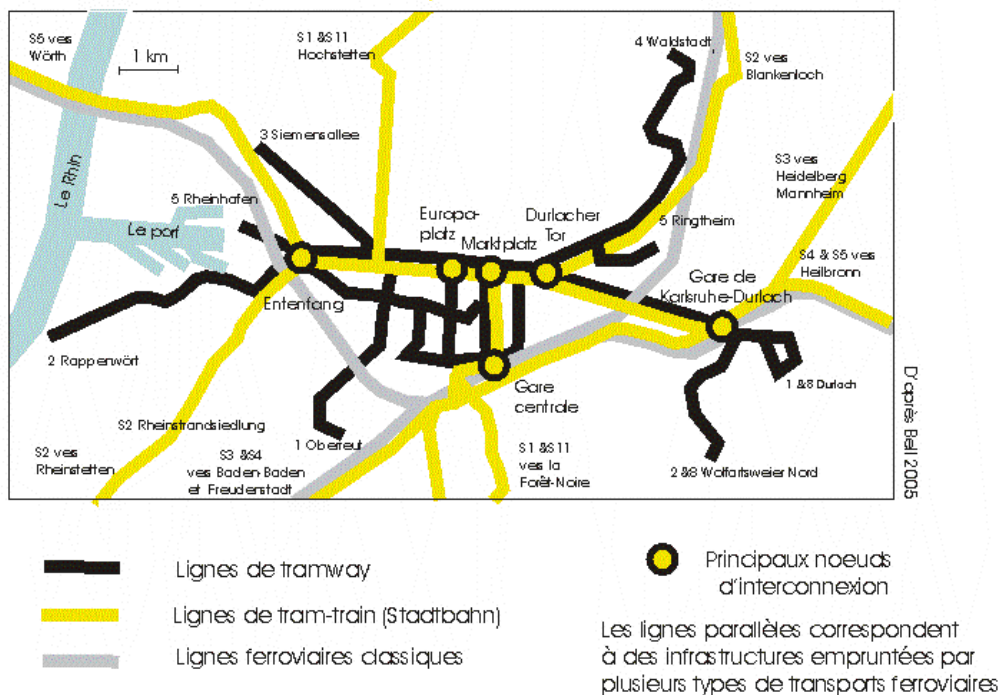 S5 vers
Wörth
1 km
S1 &S11
Hochstetten
4 Waldstadt
S2 vers
Blankenloch
3 Siemensallee
S3 vers
Heidelberg
Mannheim
Le Rhin
5 Rheinhafen
Le port
Europa-
platz
Marktplatz
Durlacher
Tor
5 Ringtheim
S4 & S5 vers
Heilbronn
Gare de
Karlsruhe-Durlach
Entenfang
2 Rappenwört
Gare
centrale
1 &8 Durlach
D'après Bell 2005
S2 Rheinstrandsiedlung
1 Oberreut
S2 vers
Rheinstetten
S3 &S4
vers Baden-Baden
et Freudenstadt
S1 &S11
vers la
Forêt-Noire
2 &8 Wolfartsweier Nord
Lignes de tramway
Lignes de tram-train (Stadtbahn)
Lignes ferroviaires classiques
Principaux noeuds
d'interconnexion
Les lignes parallèles correspondent
à des infrastructures empruntées par
plusieurs types de transports ferroviaires